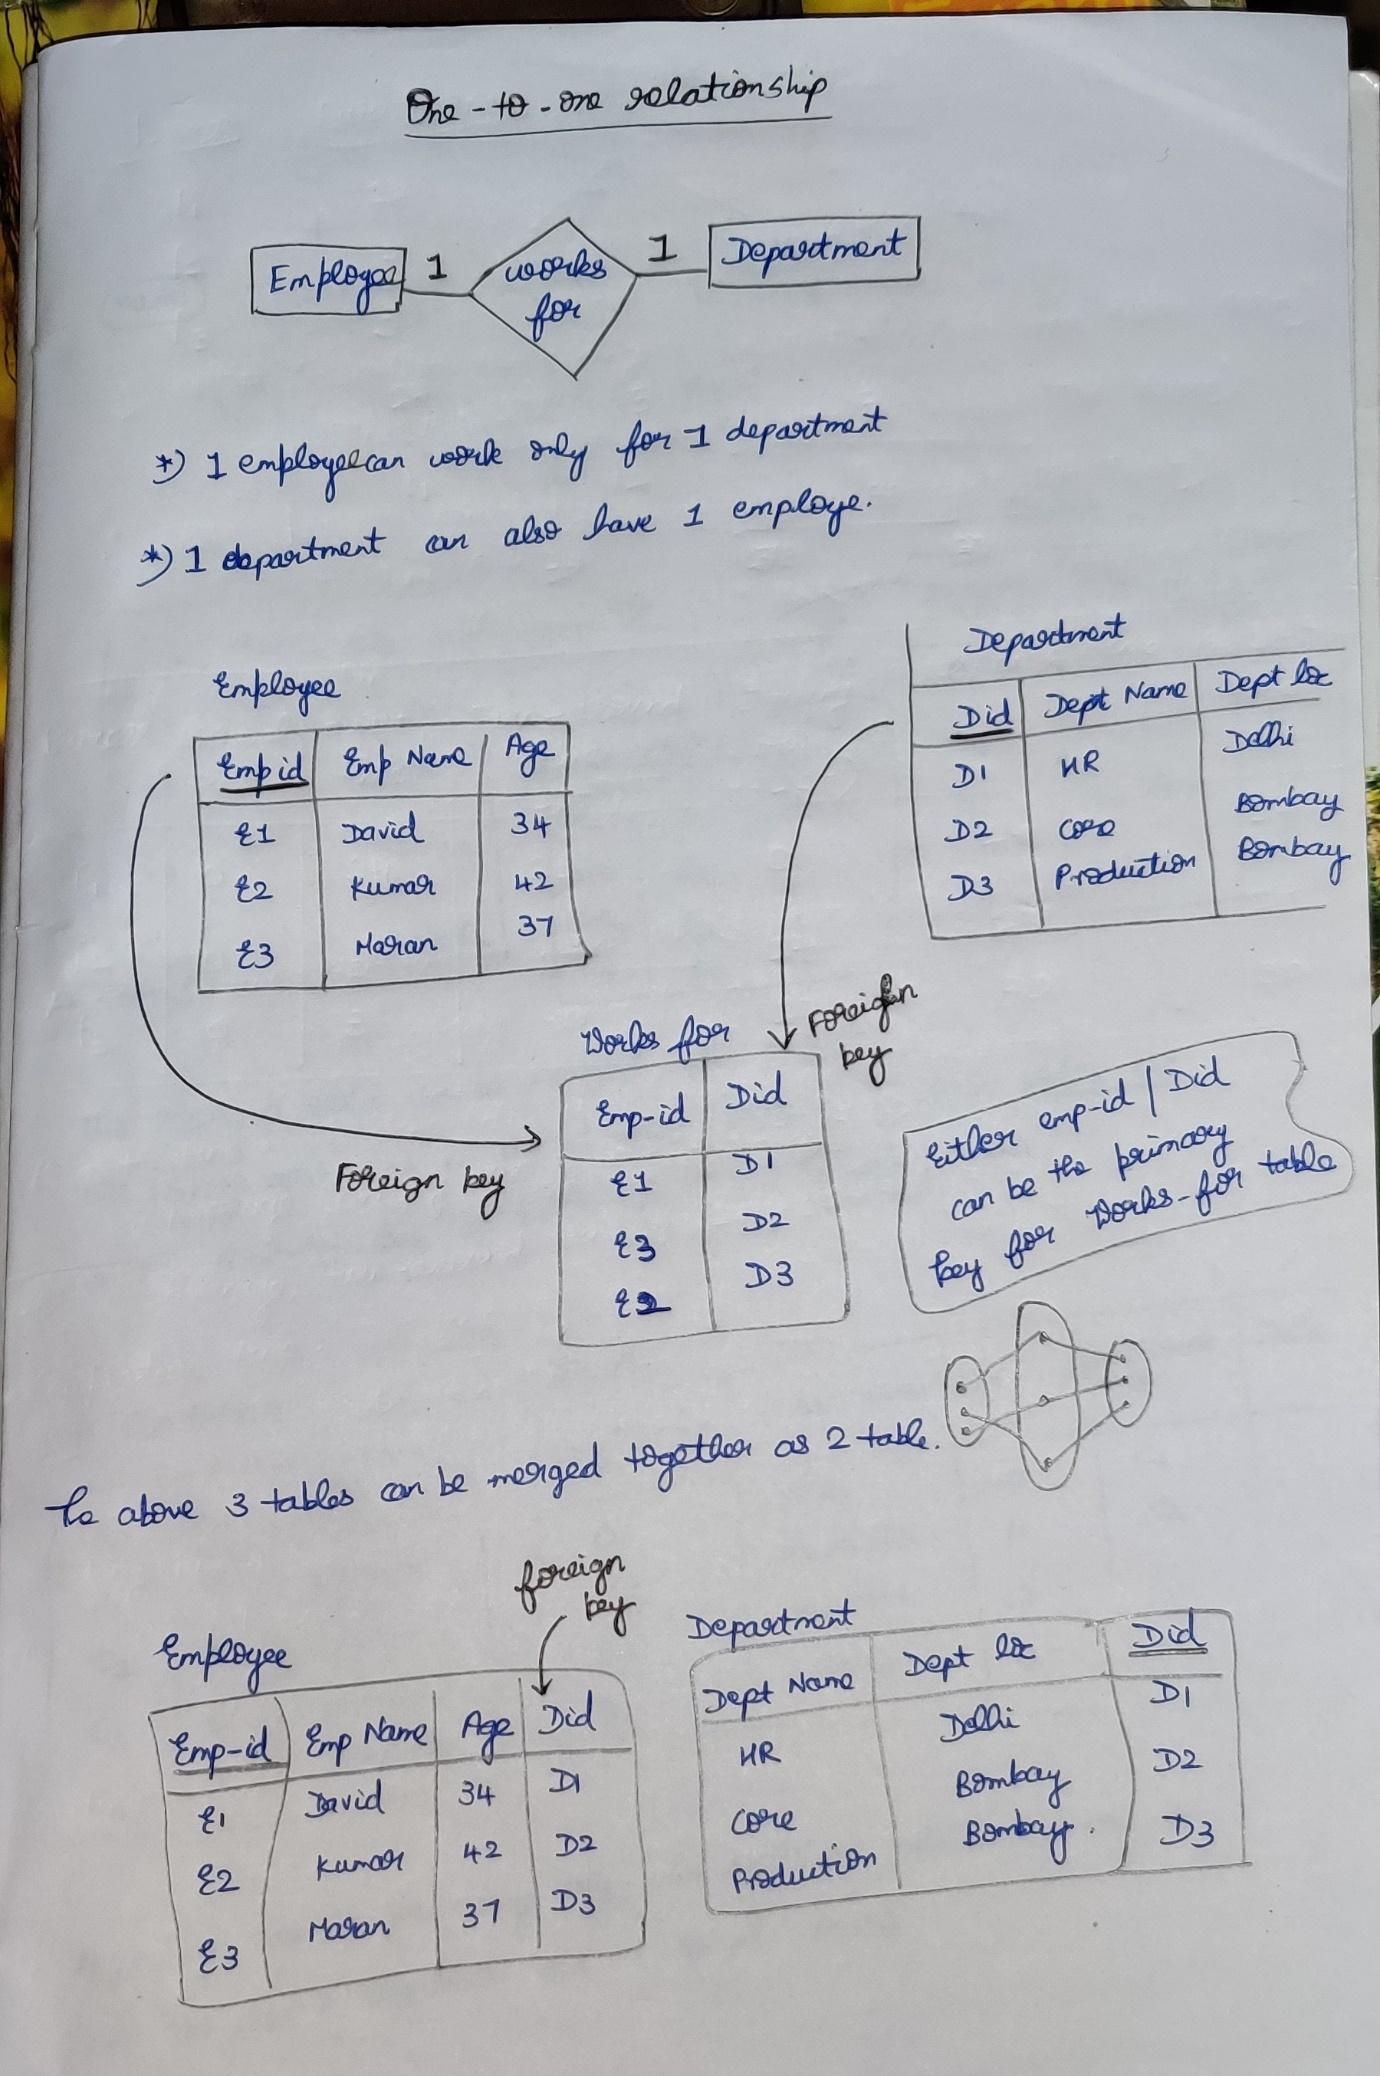 One-to-one relationship
Employee 1 works for 1 Department
*) 1 employee can work only for 1 department
*) 1 department can also have 1 employe.
Employee
Emp id Emp Name Age
E1 David 34
E2 Kumar 42
E3 Maran 37
Department
Did Dept Name Dept loc
D1 HR Delhi
D2 Core Bombay
D3 Production Bombay
Foreign key
Foreign
key
Works for
Emp-id Did
E1 D1
E3 D2
E2 D3
Either emp-id | Did
can be the primary
key for Works-for table
The above 3 tables can be merged together as 2 table.
foreign
key
Employee
Emp-id Emp Name Age Did
E1 David 34 D1
E2 Kumar 42 D2
E3 Maran 37 D3
Department
Dept Name Dept loc Did
HR Delhi D1
Core Bombay D2
Production Bombay. D3